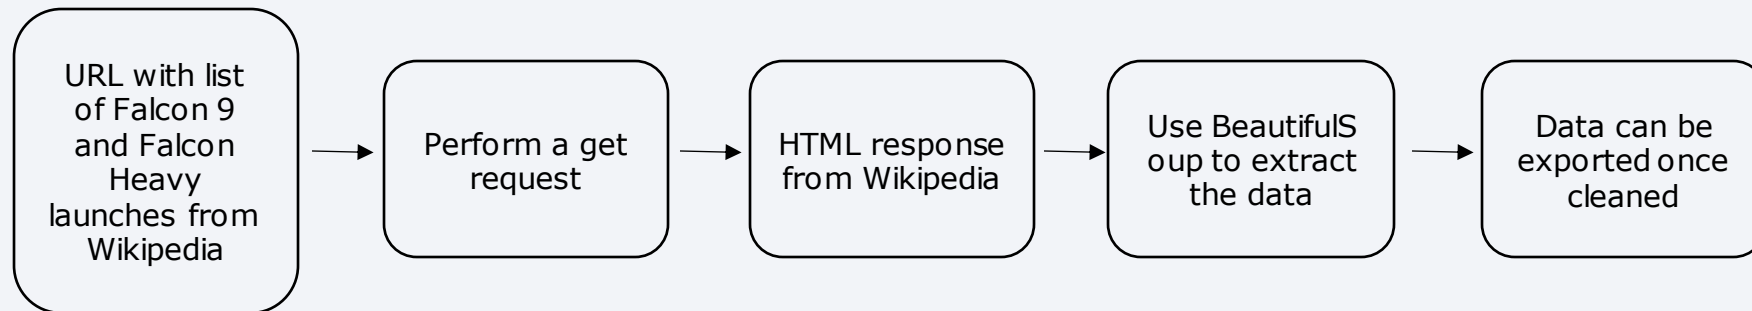 URL with list
of Falcon 9
and Falcon
Heavy
launches from
Wikipedia
Perform a get
request
HTML response
from Wikipedia
Use BeautifulS
oup to extract
the data
Data can be
exported once
cleaned